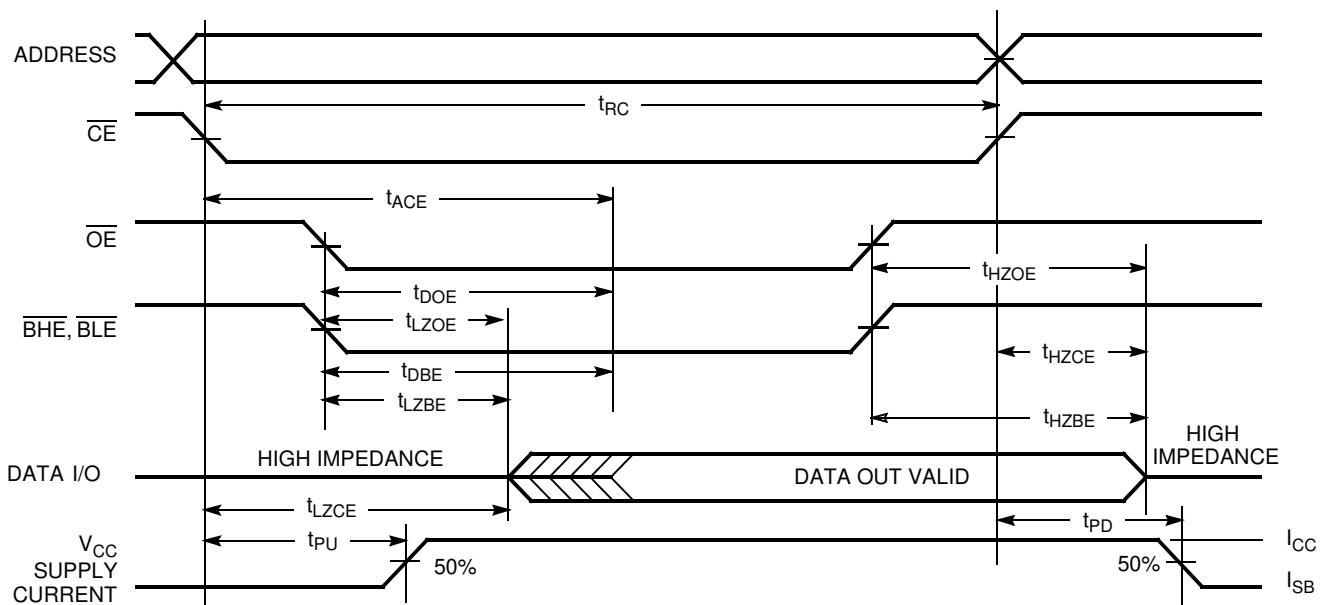 ADDRESS
tRC
CE
tACE
OE
tHZOE
tDOE
BHE, BLE
tLZOE
tHZCE
tDBE
tLZBE
tHZBE
HIGH IMPEDANCE
HIGH
IMPEDANCE
DATA I/O
DATA OUT VALID
tLZCE
tPD
VCC
SUPPLY
CURRENT
tPU
50%
50%
ICC
ISB